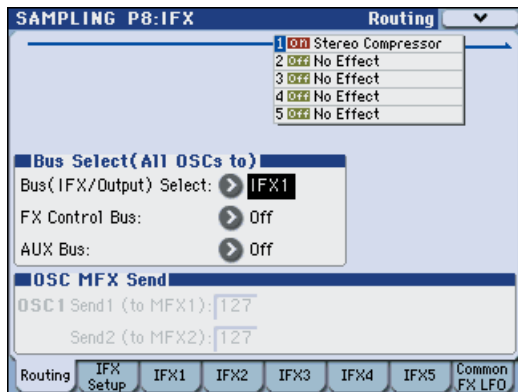 SAMPLING P8:IFX Routing
1 On Stereo Compressor
2 Off No Effect
3 Off No Effect
4 Off No Effect
5 Off No Effect
Bus Select(All OSCs to)
Bus(IFX/Output) Select: IFX1
FX Control Bus: Off
AUX Bus: Off
OSC MFX Send
OSC1 Send1 (to MFX1): 127
Send2 (to MFX2): 127
Routing IFX Setup IFX1 IFX2 IFX3 IFX4 IFX5 Common FX LFO